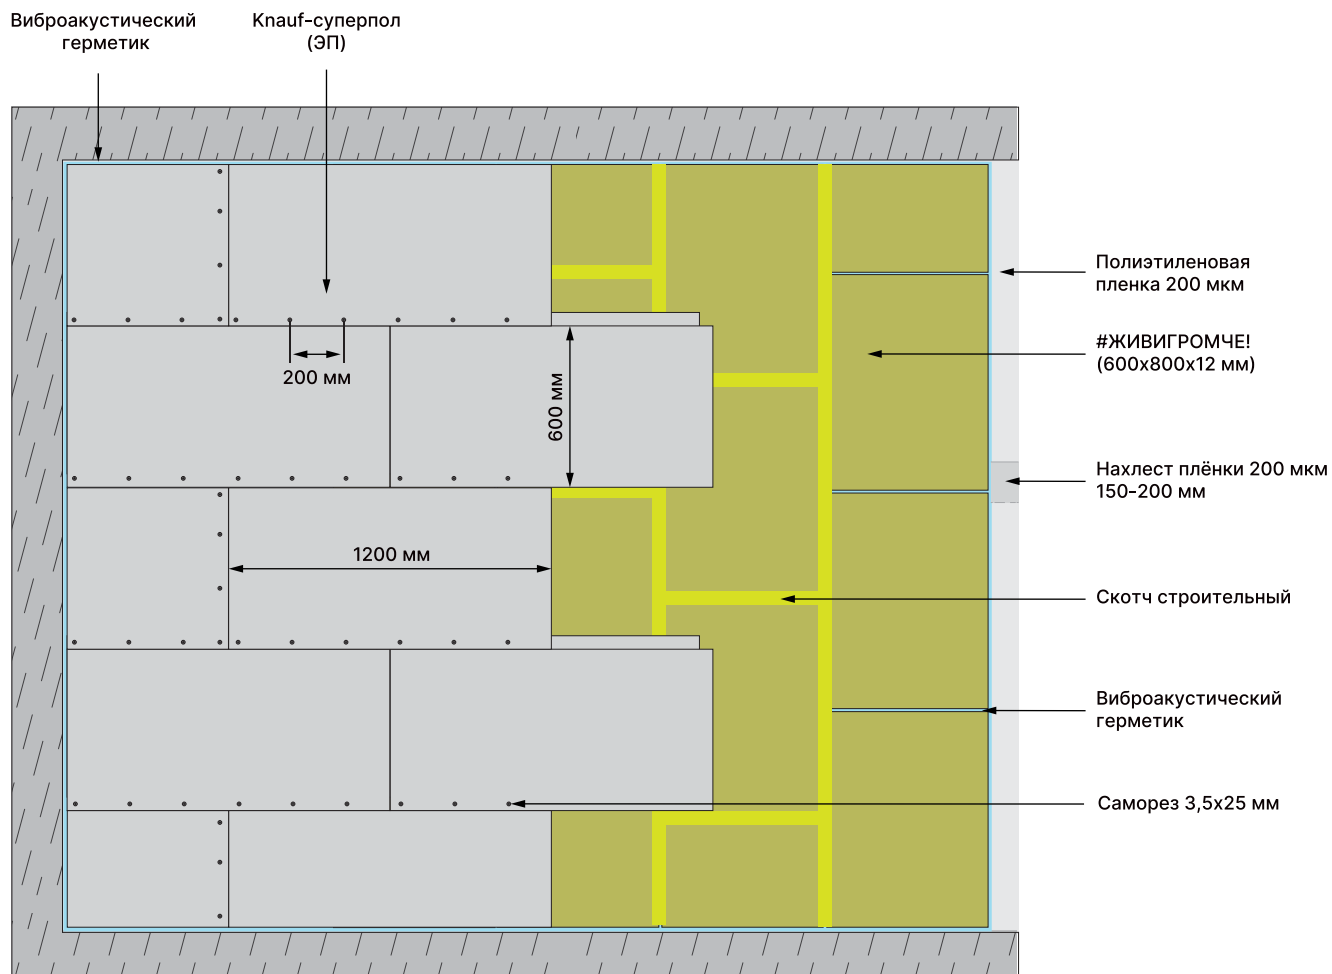 Виброакустический
герметик
Knauf-суперпол
(ЭП)
Полиэтиленовая
пленка 200 мкм
#ЖИВИГРОМЧЕ!
(600х800х12 мм)
200 мм
600 мм
Нахлест плёнки 200 мкм
150-200 мм
1200 мм
Скотч строительный
Виброакустический
герметик
Саморез 3,5х25 мм